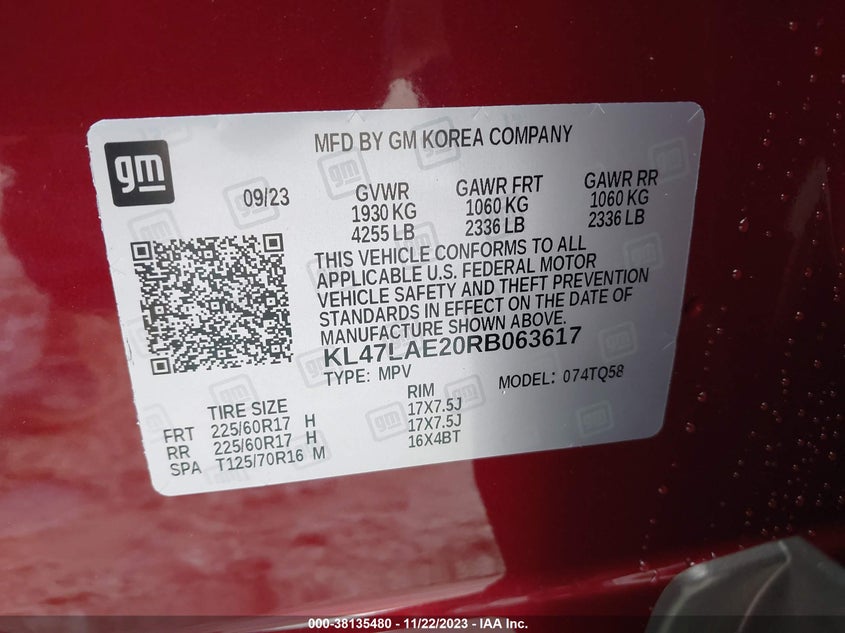 gm
MFD BY GM KOREA COMPANY
09/23
GVWR GAWR FRT GAWR RR
1930 KG 1060 KG 1060 KG
4255 LB 2336 LB 2336 LB
THIS VEHICLE CONFORMS TO ALL
APPLICABLE U.S. FEDERAL MOTOR
VEHICLE SAFETY AND THEFT PREVENTION
STANDARDS IN EFFECT ON THE DATE OF
MANUFACTURE SHOWN ABOVE.
KL47LAE20RB063617
TYPE: MPV MODEL: 074TQ58
TIRE SIZE RIM
FRT 225/60R17 H 17X7.5J
RR 225/60R17 H 17X7.5J
SPA T125/70R16 M 16X4BT
000-38135480 - 11/22/2023 - IAA Inc.